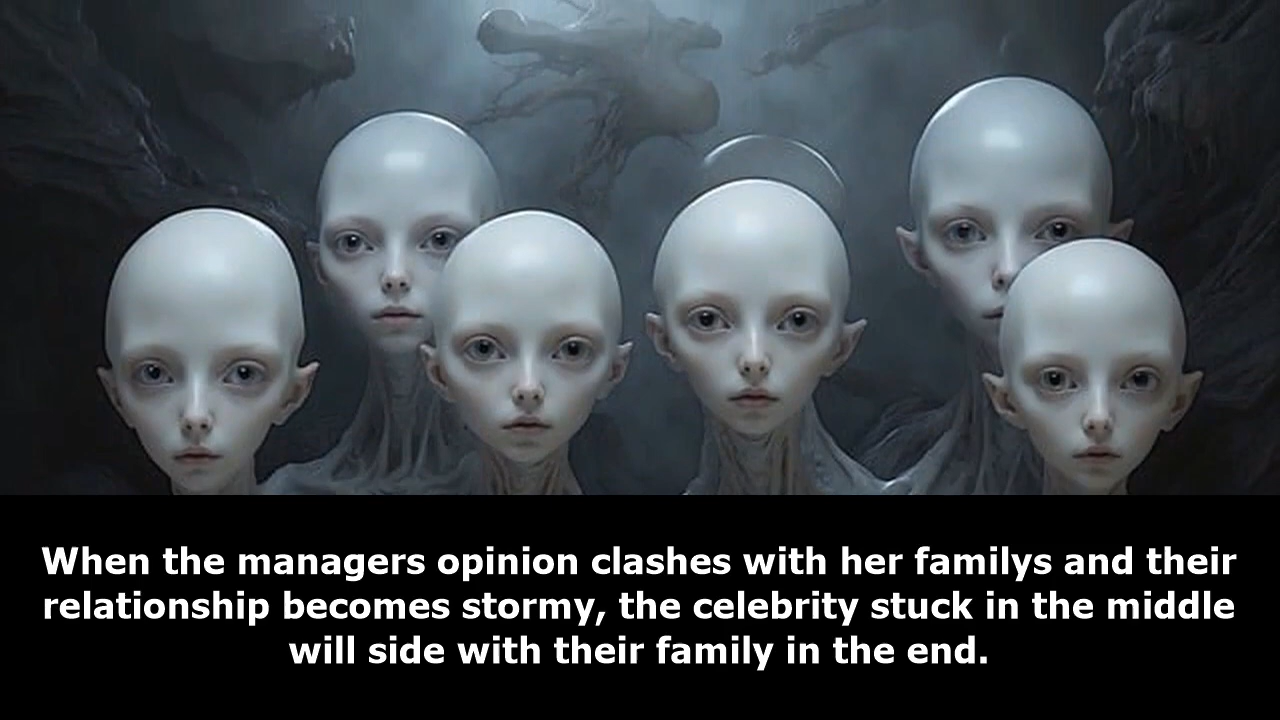 When the managers opinion clashes with her familys and their
relationship becomes stormy, the celebrity stuck in the middle
will side with their family in the end.